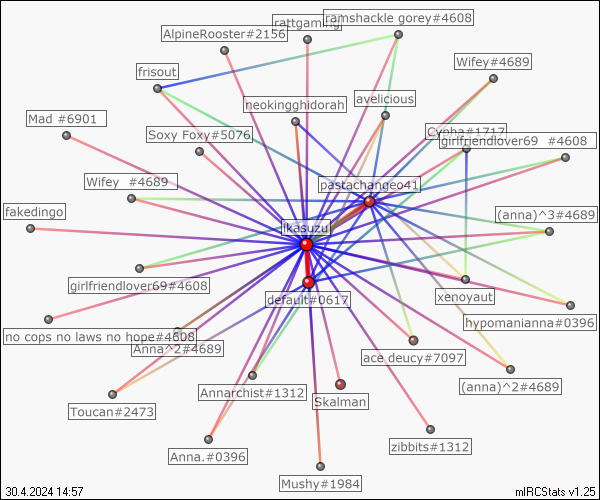 ramshackle gorey#4608
rattgaming
AlpineRooster#2156
Wifey#4689
frisout
avelicious
neokingghidorah
Mad_#6901
Soxy Foxy#5076
Cypha#1717
girlfriendlover69_#4608
Wifey_#4689
pastachangeo41
fakedingo
(anna)^3#4689
ikasuzu
girlfriendlover69#4608
default#0617
xenoyaut
hypomanianna#0396
no cops no laws no hope#4608
Anna^2#4689
ace deucy#7097
(anna)^2#4689
Annarchist#1312
Skalman
Toucan#2473
zibbits#1312
Anna.#0396
Mushy#1984
30.4.2024 14:57
mIRCStats v1.25